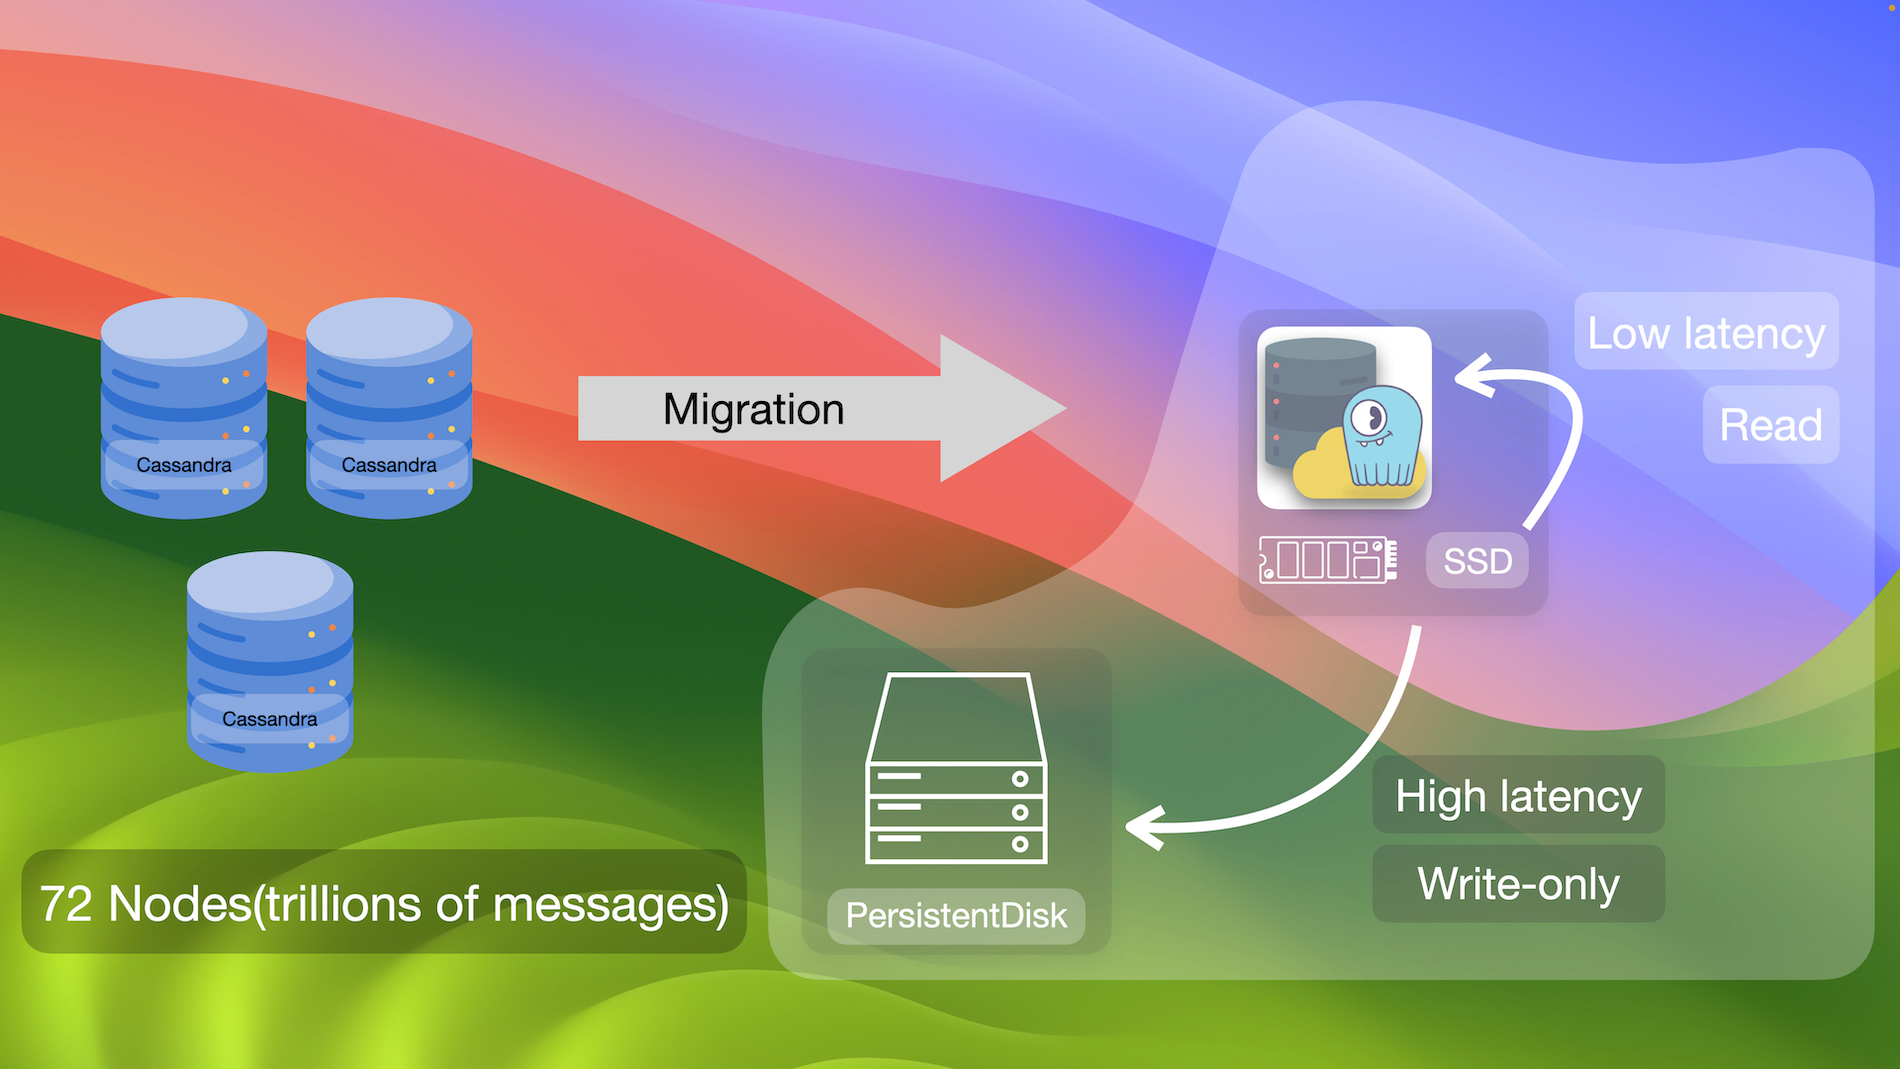 Cassandra
Cassandra
Cassandra
72 Nodes(trillions of messages)
Migration
Low latency
Read
SSD
High latency
Write-only
PersistentDisk